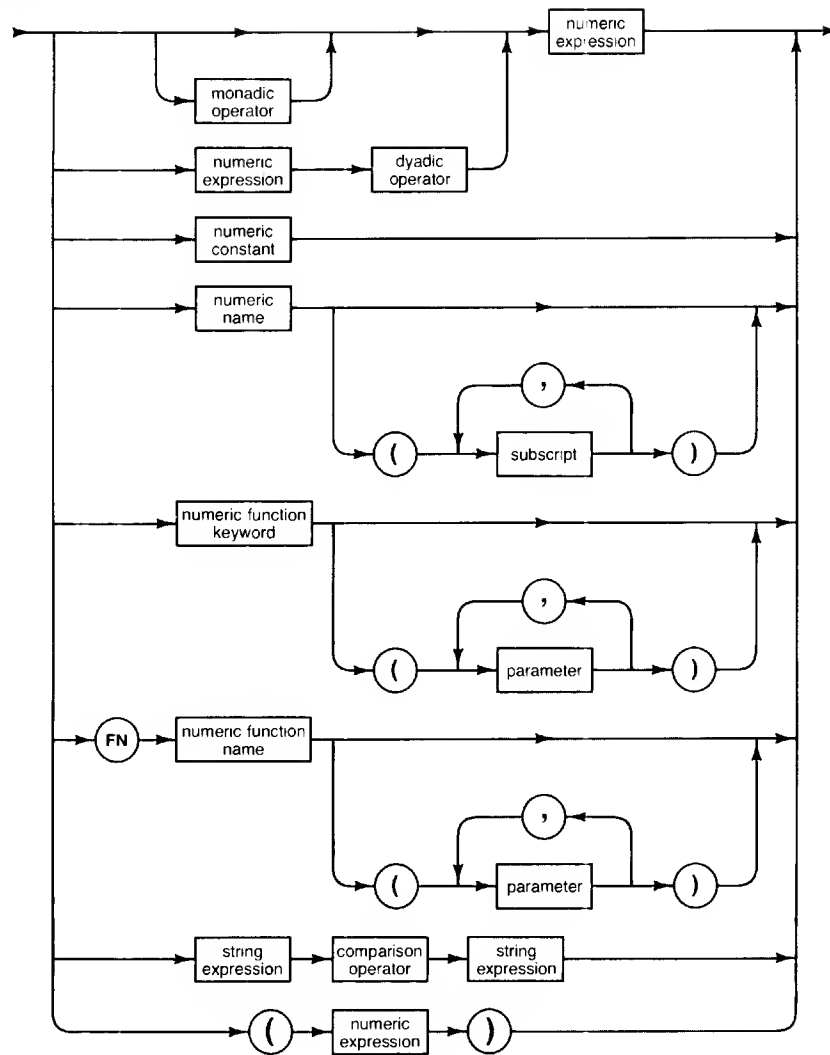 numeric
expression
monadic
operator
numeric
expression
dyadic
operator
numeric
constant
numeric
name
,
(
subscript
)
numeric function
keyword
,
(
parameter
)
FN
numeric function
name
,
(
parameter
)
string
expression
comparison
operator
string
expression
(
numeric
expression
)